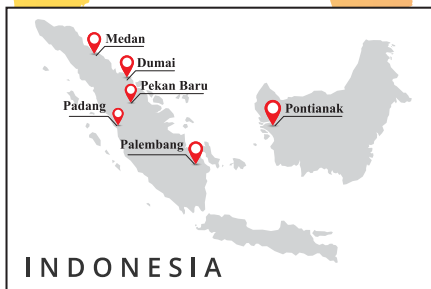 Medan
Dumai
Pekan Baru
Padang
Pontianak
Palembang
INDONESIA